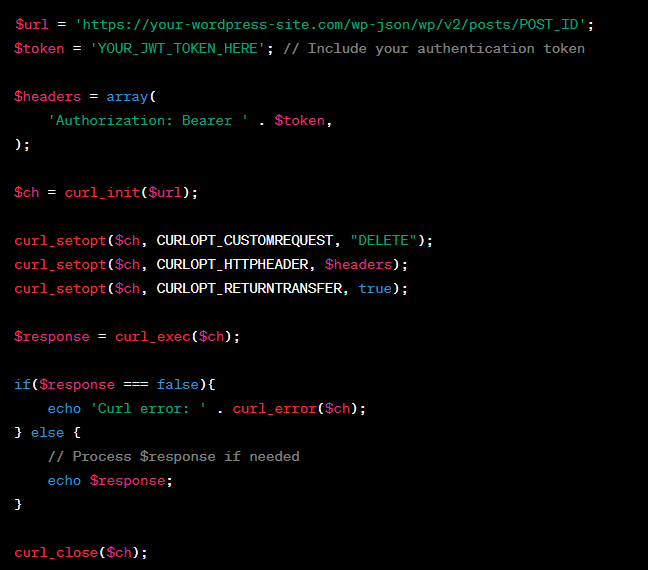 $url = 'https://your-wordpress-site.com/wp-json/wp/v2/posts/POST_ID';
$token = 'YOUR_JWT_TOKEN_HERE'; // Include your authentication token
$headers = array(
    'Authorization: Bearer ' . $token,
);
$ch = curl_init($url);
curl_setopt($ch, CURLOPT_CUSTOMREQUEST, "DELETE");
curl_setopt($ch, CURLOPT_HTTPHEADER, $headers);
curl_setopt($ch, CURLOPT_RETURNTRANSFER, true);
$response = curl_exec($ch);
if($response === false){
    echo 'Curl error: ' . curl_error($ch);
} else {
    // Process $response if needed
    echo $response;
}
curl_close($ch);